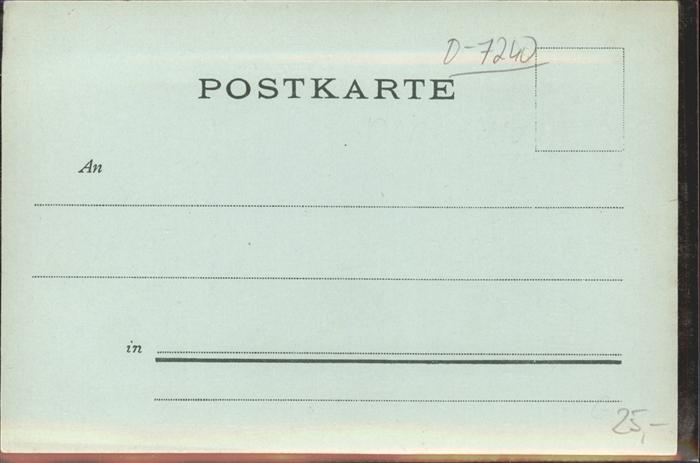 D-7240
POSTKARTE
An
in
25,-